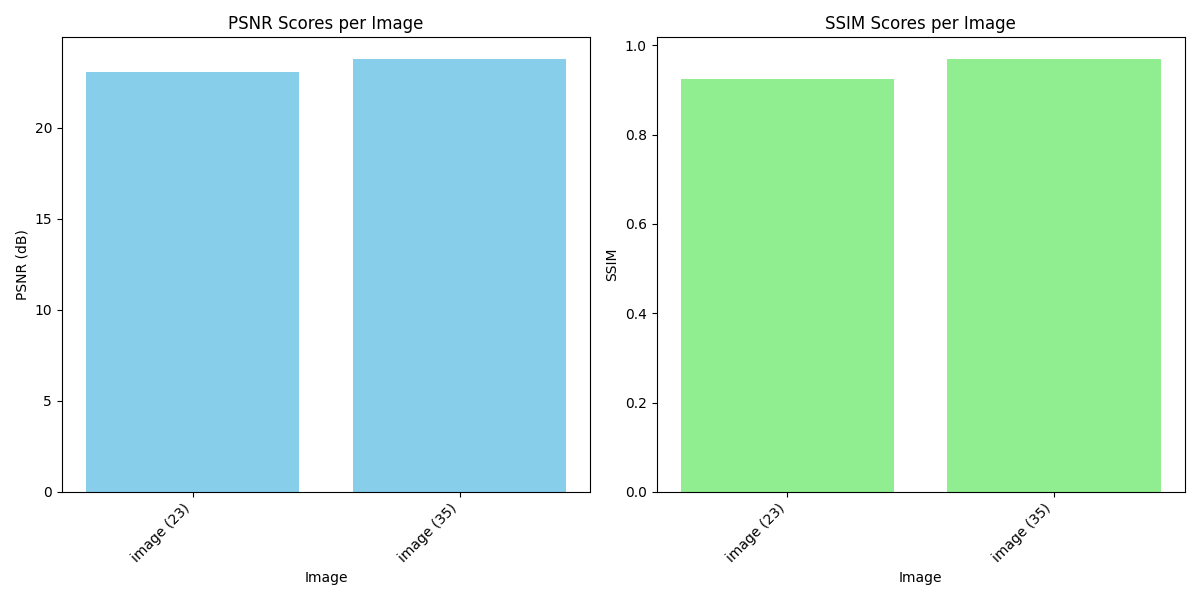 PSNR Scores per Image
PSNR (dB)
20
15
10
5
0
image (23)
image (35)
Image
SSIM Scores per Image
SSIM
1.0
0.8
0.6
0.4
0.2
0.0
image (23)
image (35)
Image